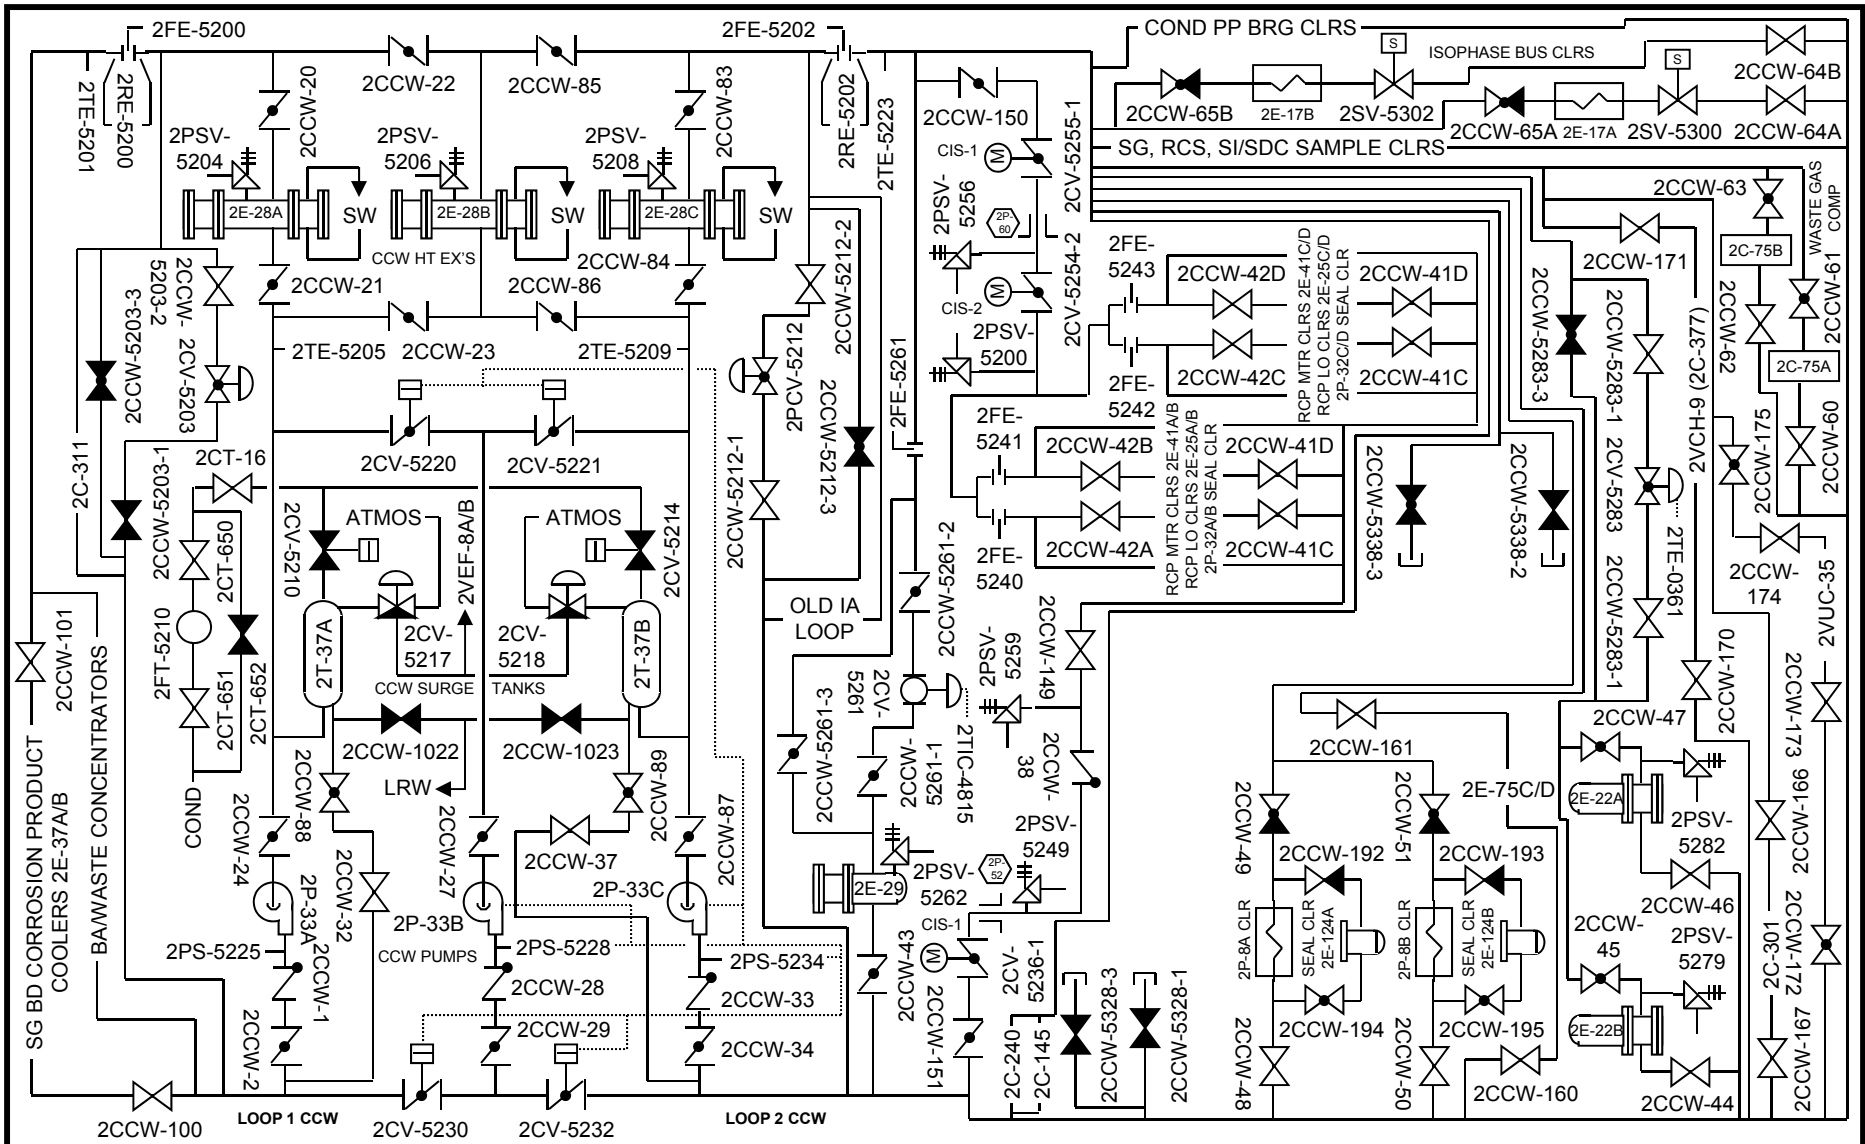 2FE-5200
2FE-5202
COND PP BRG CLRS
S
ISOPHASE BUS CLRS
S
2TE-5201
2RE-5200
2CCW-20
2CCW-22
2CCW-85
2CCW-83
2RE-5202
2TE-5223
2CCW-150
2CV-5255-1
2CCW-65B
2E-17B
2SV-5302
2CCW-64B
2CCW-65A
2E-17A
2SV-5300
2CCW-64A
SG, RCS, SI/SDC SAMPLE CLRS
2PSV-
5204
2PSV-
5206
2PSV-
5208
CIS-1
M
2PSV-
5256
2P-
60
2CCW-63
WASTE GAS
COMP
2E-28A
SW
2E-28B
SW
2E-28C
SW
CCW HT EX'S
2CCW-84
2CCW-
5203-2
2CCW-21
2CCW-86
2CCW-5212-2
2CV-5254-2
CIS-2
M
2PSV-
5200
2FE-
5243
2CCW-42D
2CCW-41D
RCP MTR CLRS 2E-41C/D
RCP LO CLRS 2E-25C/D
2P-32C/D SEAL CLR
2CCW-171
2C-75B
2CCW-61
2CCW-5203-3
2CV-5203
2TE-5205
2CCW-23
2TE-5209
2PCV-5212
2FE-5261
2CCW-42C
2CCW-41C
2FE-
5242
2CCW-5283-3
2CCW-5283-1
2VCH-9 (2C-377)
2CCW-62
2C-75A
2C-311
2CCW-5203-1
2CT-16
2CV-5220
2CV-5221
2CCW-5212-1
2CCW-5212-3
2FE-
5241
2CCW-42B
2CCW-41D
RCP MTR CLRS 2E-41A/B
RCP LO CLRS 2E-25A/B
2P-32A/B SEAL CLR
2CCW-5338-3
2CCW-5338-2
2CV-5283
2CCW-175
2CCW-60
2CT-650
2CV-5210
ATMOS
2VEF-8A/B
ATMOS
2CV-5214
2FE-
5240
2CCW-42A
2CCW-41C
2TE-0361
2CCW-
174
2CCW-5283-1
2CCW-101
BA/WASTE CONCENTRATORS
2FT-5210
2CT-651
2CT-652
2T-37A
2CV-
5217
2CV-
5218
2T-37B
OLD IA
LOOP
2CCW-5261-2
2PSV-
5259
2CCW-149
2CCW-170
2VUC-35
CCW SURGE TANKS
2CV-
5261
2CCW-173
2CCW-47
2CCW-161
SG BD CORROSION PRODUCT
COOLERS 2E-37A/B
2CCW-1022
2CCW-1023
2CCW-5261-3
2CCW-
5261-1
2TIC-4815
2CCW-
38
COND
2CCW-88
LRW
2CCW-89
2E-75C/D
2E-22A
2PSV-
5282
2CCW-166
2CCW-24
2CCW-27
2CCW-37
2CCW-87
2PSV-
5249
2CCW-49
2CCW-51
2CCW-192
2CCW-193
2CCW-32
2P-33A
2P-33B
2P-33C
2E-29
2PSV-
5262
2P-
52
2CCW-46
2PS-5225
CCW PUMPS
2PS-5228
2PS-5234
CIS-1
M
2P-8A CLR
SEAL CLR
2E-124A
2P-8B CLR
SEAL CLR
2E-124B
2CCW-
45
2PSV-
5279
2C-301
2CCW-172
2CCW-1
2CCW-28
2CCW-33
2CCW-43
2CV-
5236-1
2CCW-194
2CCW-195
2E-22B
2CCW-2
2CCW-29
2CCW-34
2CCW-151
2C-240
2C-145
2CCW-5328-3
2CCW-5328-1
2CCW-48
2CCW-50
2CCW-160
2CCW-44
2CCW-167
2CCW-100
LOOP 1 CCW
2CV-5230
2CV-5232
LOOP 2 CCW